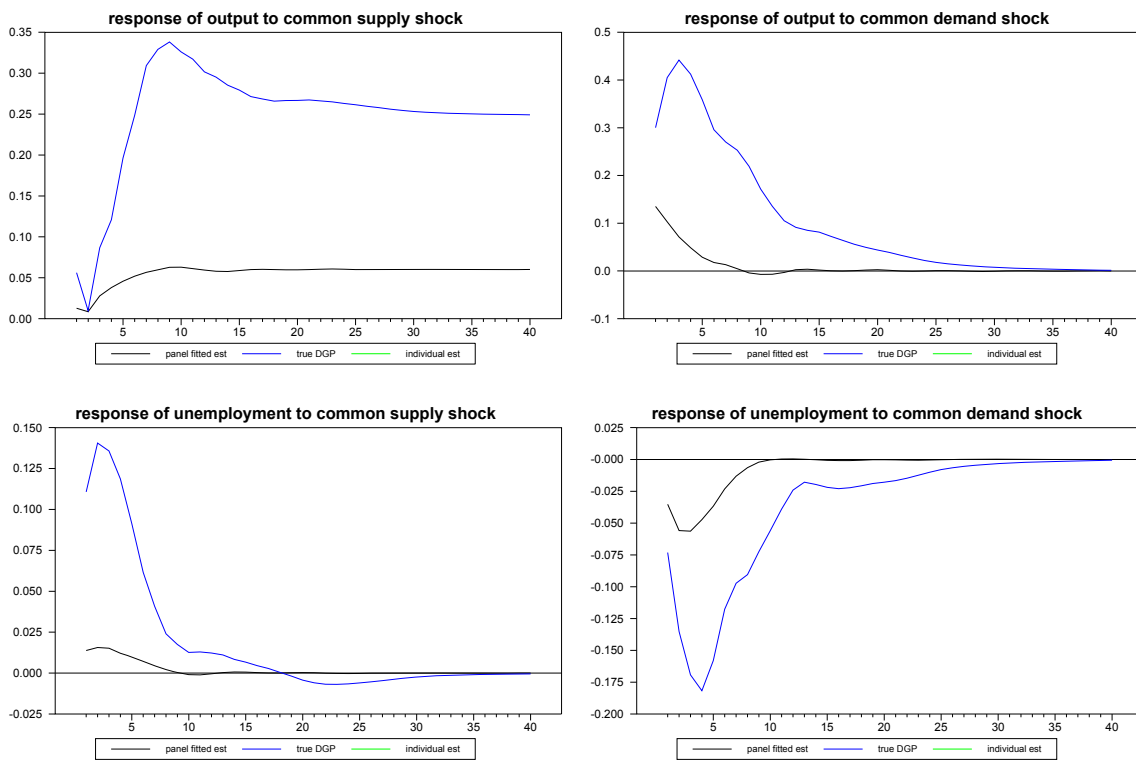 response of output to common supply shock
0.35
0.30
0.25
0.20
0.15
0.10
0.05
0.00
5 10 15 20 25 30 35 40
panel fitted est true DGP individual est
response of output to common demand shock
0.5
0.4
0.3
0.2
0.1
0.0
-0.1
5 10 15 20 25 30 35 40
panel fitted est true DGP individual est
response of unemployment to common supply shock
0.150
0.125
0.100
0.075
0.050
0.025
0.000
-0.025
5 10 15 20 25 30 35 40
panel fitted est true DGP individual est
response of unemployment to common demand shock
0.025
-0.000
-0.025
-0.050
-0.075
-0.100
-0.125
-0.150
-0.175
-0.200
5 10 15 20 25 30 35 40
panel fitted est true DGP individual est